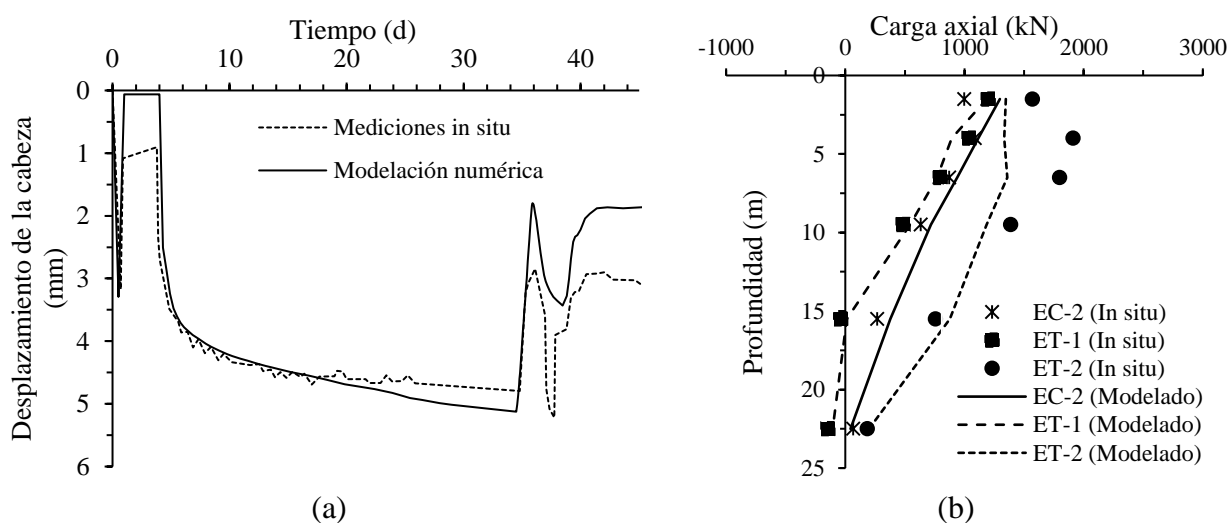 Tiempo (d)
0 10 20 30 40
0
1
2
3
4
5
6
Desplazamiento de la cabeza
(mm)
Mediciones in situ
Modelación numérica
(a)
Carga axial (kN)
-1000 0 1000 2000 3000
0
5
10
15
20
25
Profundidad (m)
EC-2 (In situ)
ET-1 (In situ)
ET-2 (In situ)
EC-2 (Modelado)
ET-1 (Modelado)
ET-2 (Modelado)
(b)